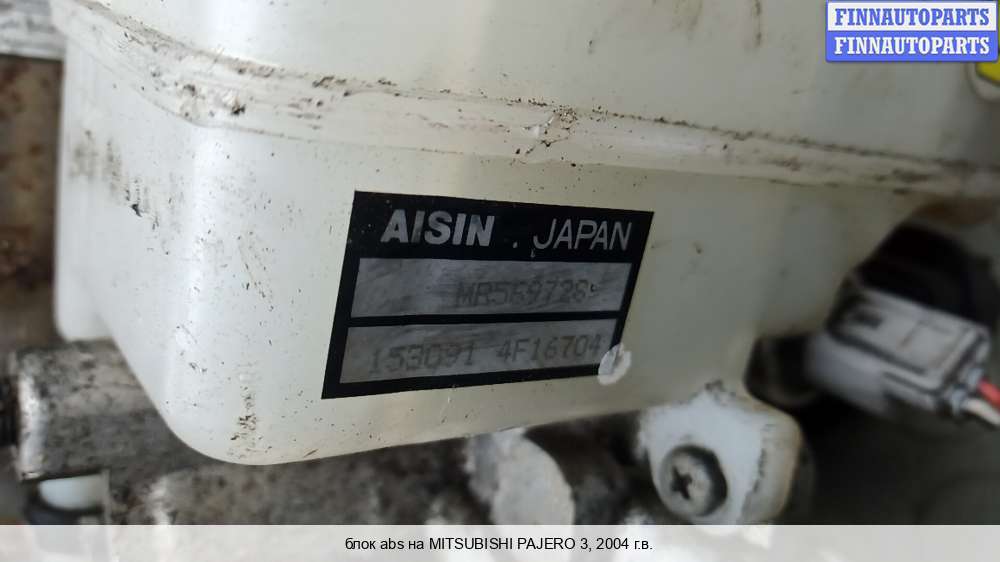 FINNAUTOPARTS
FINNAUTOPARTS
AISIN . JAPAN
MR569728
153091 4F16704
блок abs на MITSUBISHI PAJERO 3, 2004 г.в.